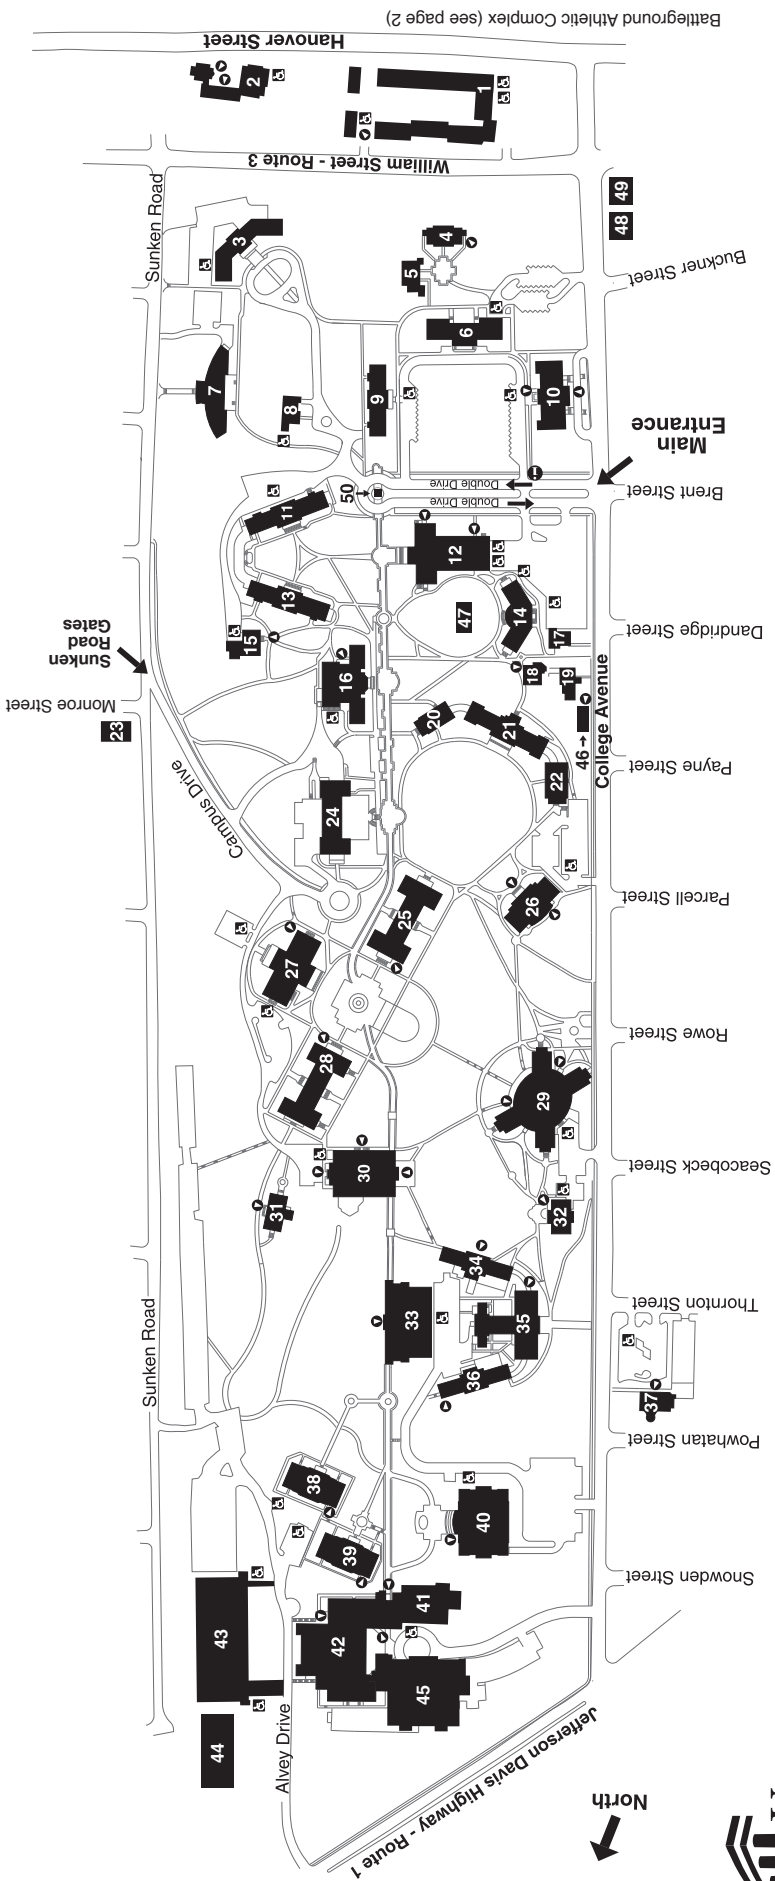 Battleground Athletic Complex (see page 2)
Hanover Street
2
1
William Street - Route 3
Sunken Road
49
48
3
4
5
Buckner Street
6
7
8
9
10
Main
Entrance
Double Drive
Double Drive
50
Brent Street
11
12
13
14
47
15
16
17
18
19
20
21
22
46
Dandridge Street
Sunken
Road
Gates
Monroe Street
23
College Avenue
Campus Drive
24
Payne Street
25
26
Parcell Street
27
28
29
Rowe Street
30
31
32
Seacobeck Street
33
34
35
36
Thornton Street
Sunken Road
37
Powhatan Street
38
39
40
Snowden Street
41
42
43
44
45
Alvey Drive
Jefferson Davis Highway - Route 1
North